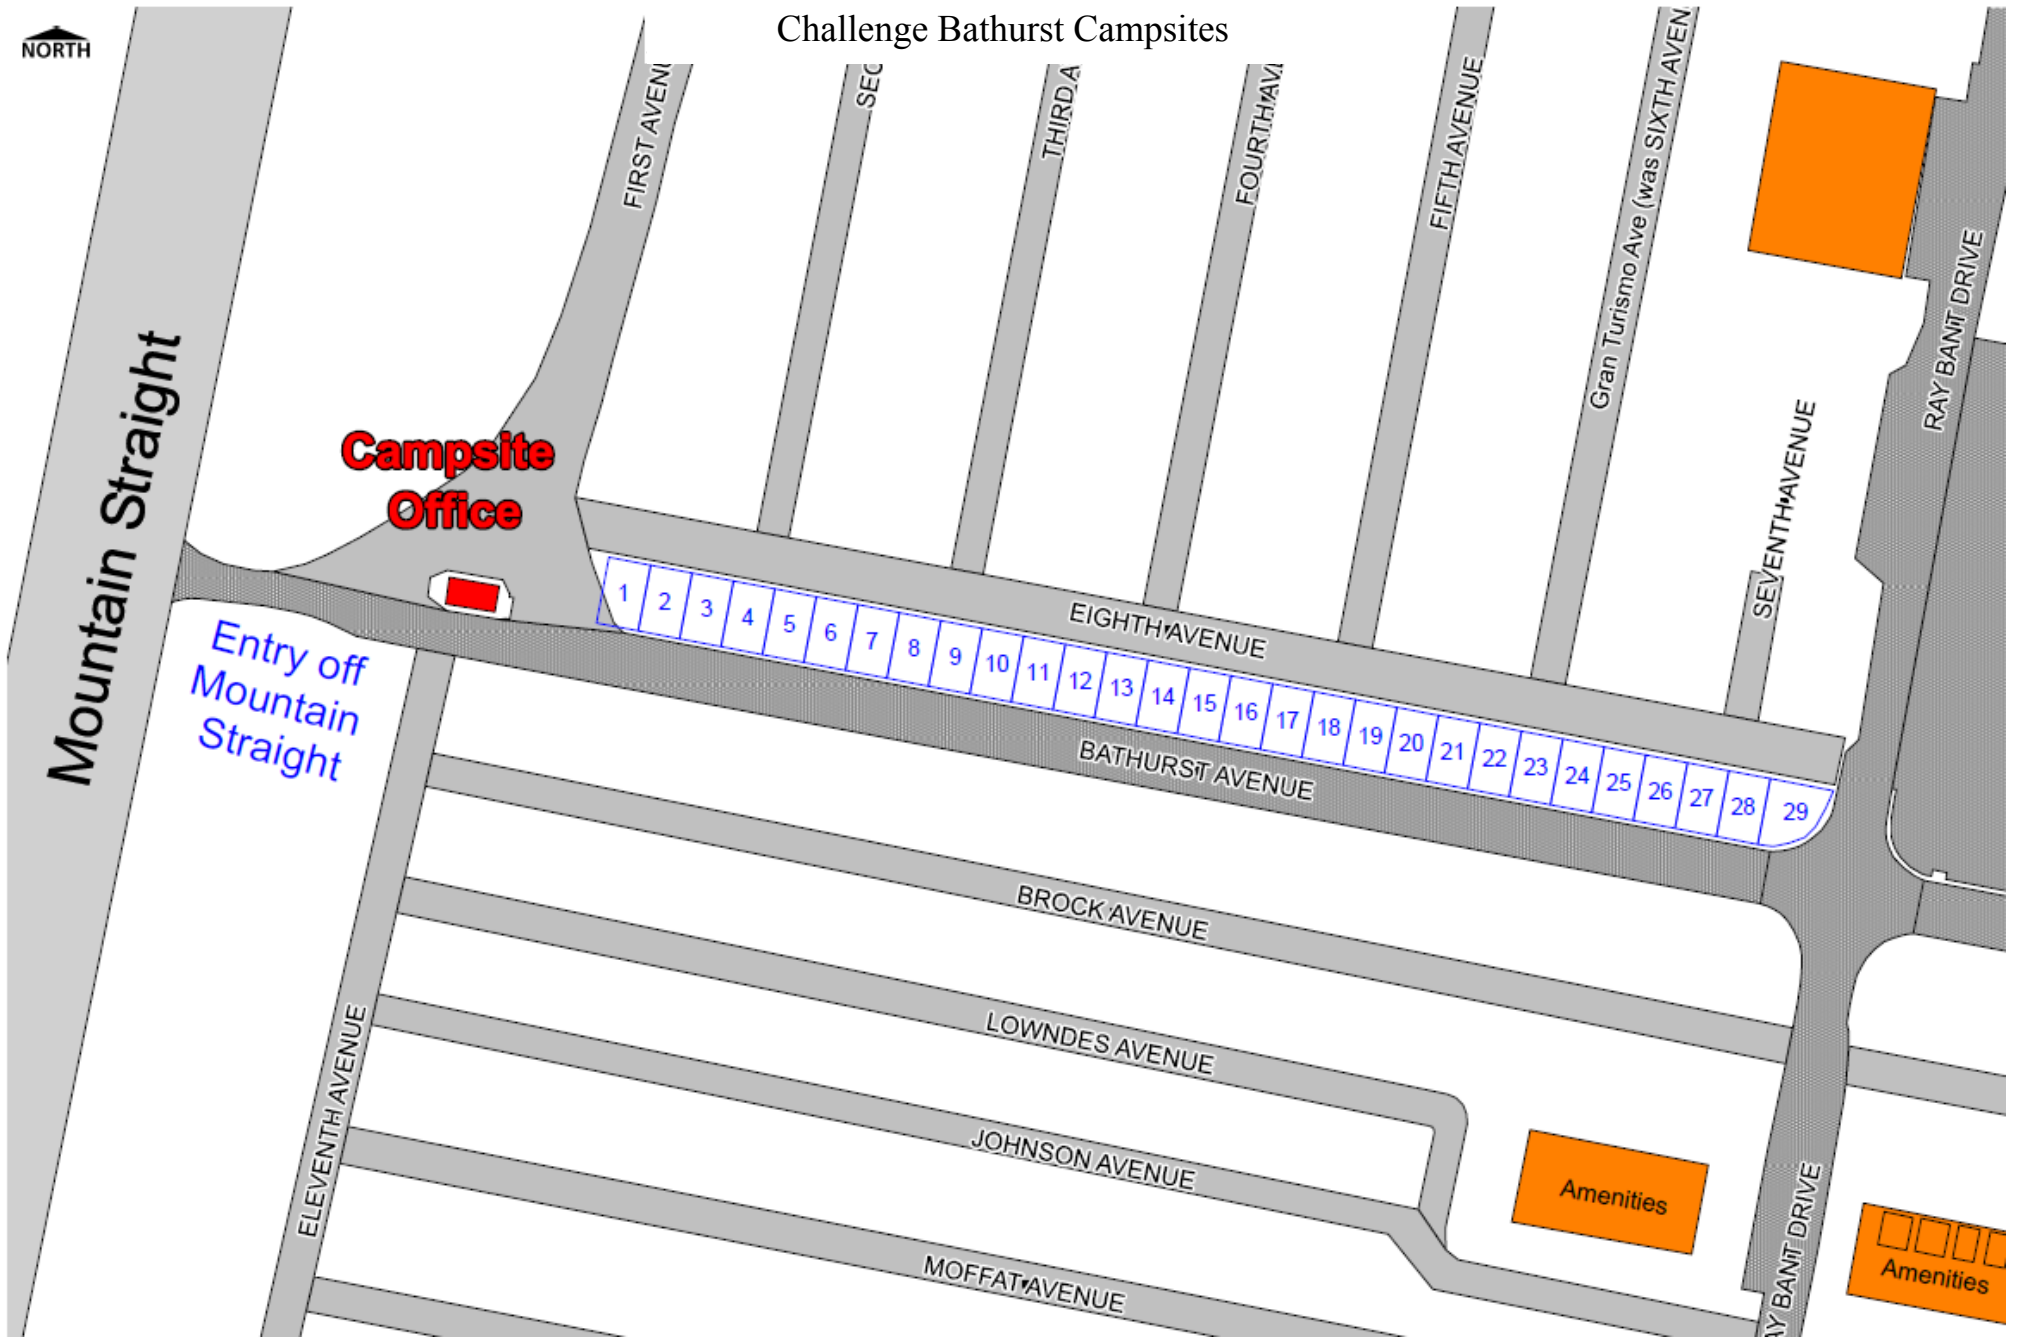 Challenge Bathurst Campsites
NORTH
FIRST AVENU
SEC
THIRD A
FOURTH AVE
FIFTH AVENUE
Gran Turismo Ave (was SIXTH AVEN
SEVENTH AVENUE
RAY BANT DRIVE
Mountain Straight
Campsite
Office
Entry off
Mountain
Straight
EIGHTH AVENUE
1 2 3 4 5 6 7 8 9 10 11 12 13 14 15 16 17 18 19 20 21 22 23 24 25 26 27 28 29
BATHURST AVENUE
BROCK AVENUE
LOWNDES AVENUE
JOHNSON AVENUE
MOFFAT AVENUE
ELEVENTH AVENUE
Amenities
AY BANT DRIVE
Amenities